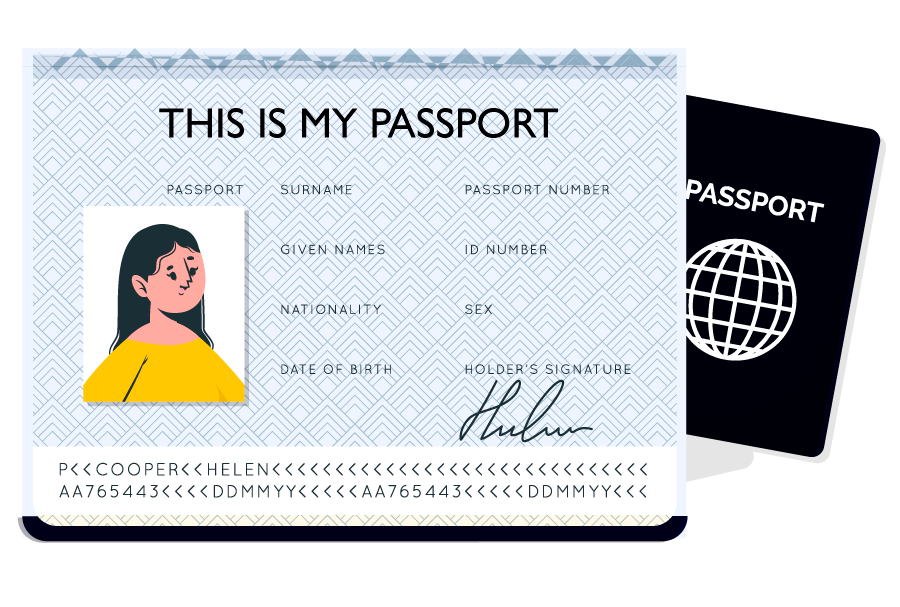 THIS IS MY PASSPORT
PASSPORT SURNAME PASSPORT NUMBER
GIVEN NAMES ID NUMBER
NATIONALITY SEX
DATE OF BIRTH HOLDER'S SIGNATURE
Helen
P<<COOPER<<HELEN<<<<<<<<<<<<<<<<<<<<<<<<<<<<<
AA765443<<<<DDMMYY<<<<<AA765443<<<<<DDMMYY<<<
PASSPORT